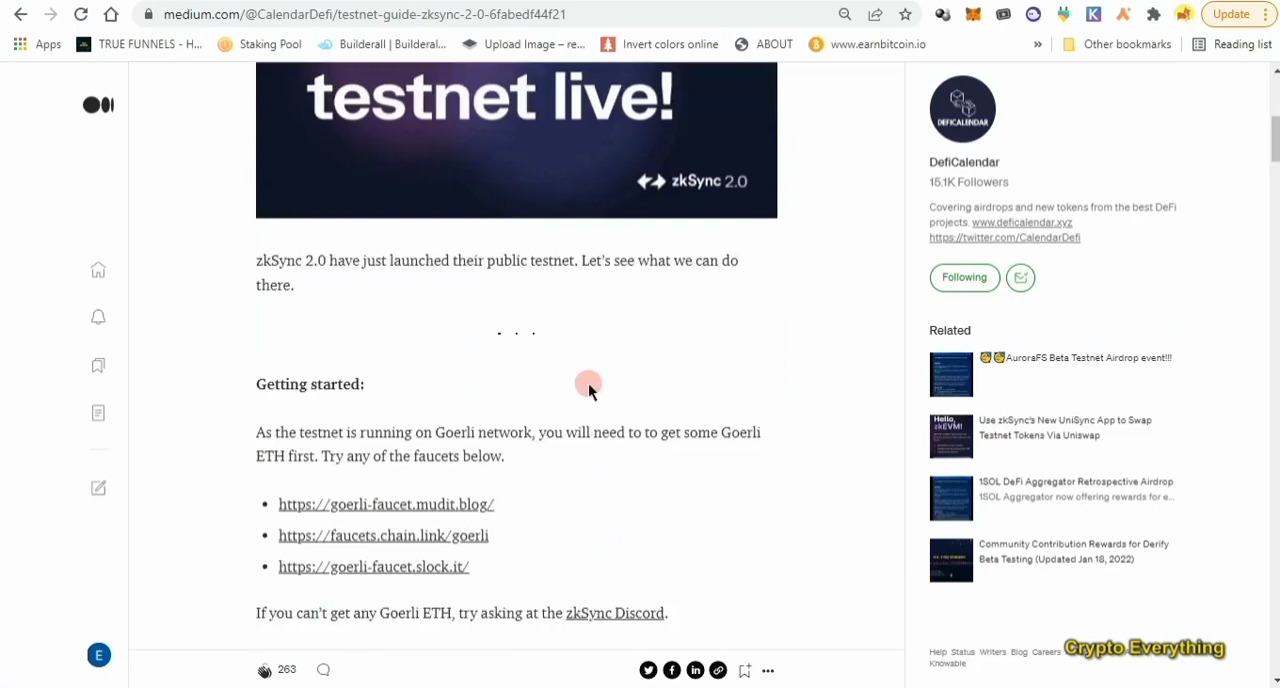 medium.com/@CalendarDefi/testnet-guide-zksync-2-0-6fabedf44f21
Update
Apps
TRUE FUNNELS - H...
Staking Pool
Builderall | Builderal...
Upload Image – re...
Invert colors online
ABOUT
www.earnbitcoin.io
»
Other bookmarks
Reading list
testnet live!
zkSync 2.0
zkSync 2.0 have just launched their public testnet. Let’s see what we can do
there.
. . .
Getting started:
As the testnet is running on Goerli network, you will need to to get some Goerli
ETH first. Try any of the faucets below.
• https://goerli-faucet.mudit.blog/
• https://faucets.chain.link/goerli
• https://goerli-faucet.slock.it/
If you can’t get any Goerli ETH, try asking at the zkSync Discord.
263
E
DEFICALENDAR
DefiCalendar
15.1K Followers
Covering airdrops and new tokens from the best DeFi
projects. www.deficalendar.xyz
https://twitter.com/CalendarDefi
Following
Related
AuroraFS Beta Testnet Airdrop event!!!
Hello,
zkEVM!
Use zkSync's New UniSync App to Swap
Testnet Tokens Via Uniswap
1SOL DeFi Aggregator Retrospective Airdrop
1SOL Aggregator now offering rewards for e...
Community Contribution Rewards for Derify
Beta Testing (Updated Jan 18, 2022)
Help Status Writers Blog Careers
Knowable
Crypto Everything